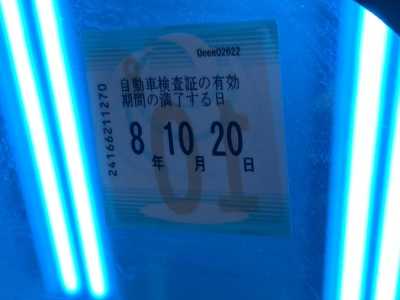 0eee02622
自動車検査証の有効
期間の満了する日
8 10 20
年 月 日
24166211270